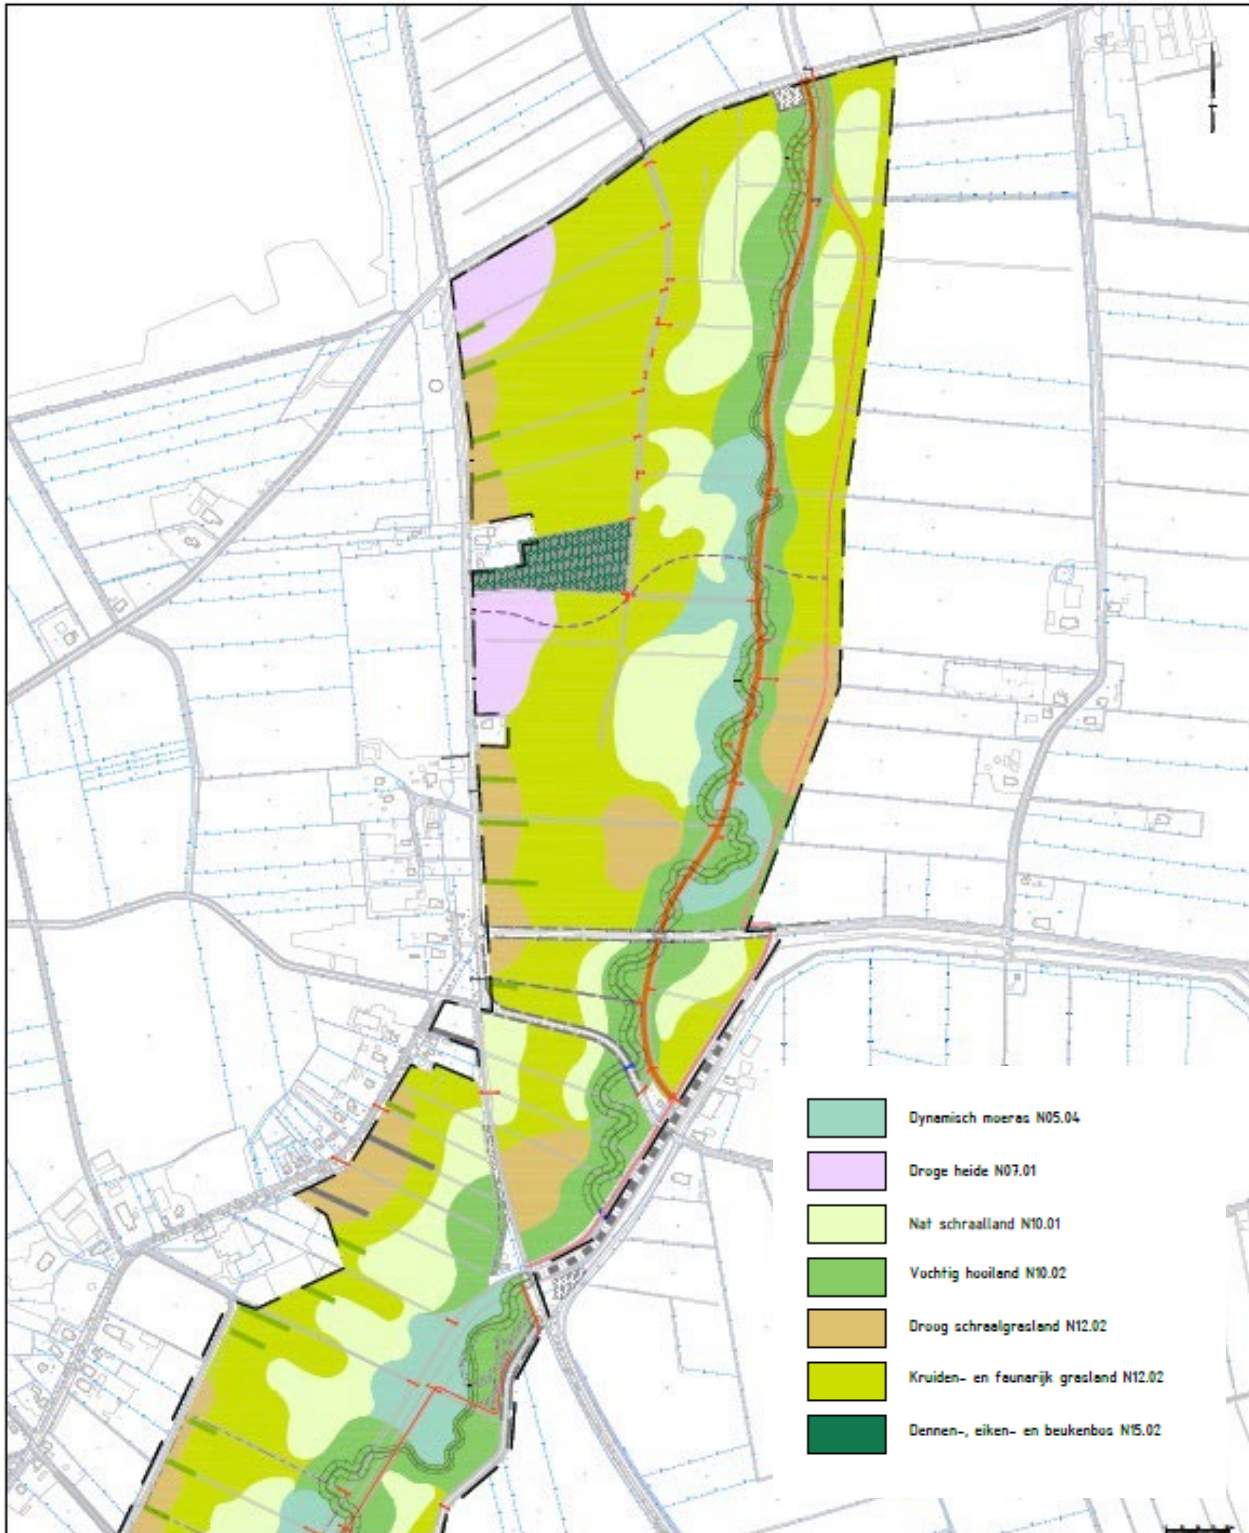 Dynamisch moeras N05.04
Droge heide N07.01
Nat schraalland N10.01
Vochtig hooiland N10.02
Droog schraalgrasland N12.02
Kruiden- en faunarijk grasland N12.02
Dennen-, eiken- en beukenbos N15.02